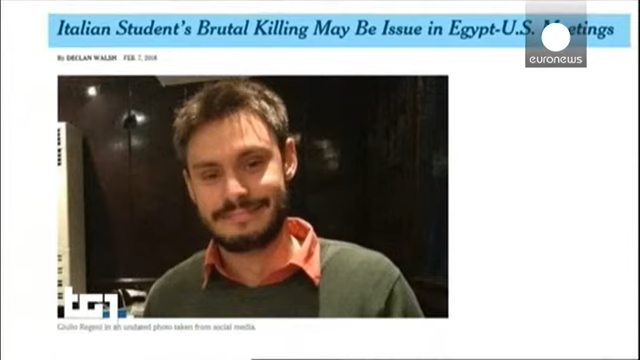 Italian Student's Brutal Killing May Be Issue in Egypt-U.S. Meetings
By DECLAN WALSH FEB. 7, 2016
euronews
tg1
Giulio Regeni in an undated photo taken from social media.